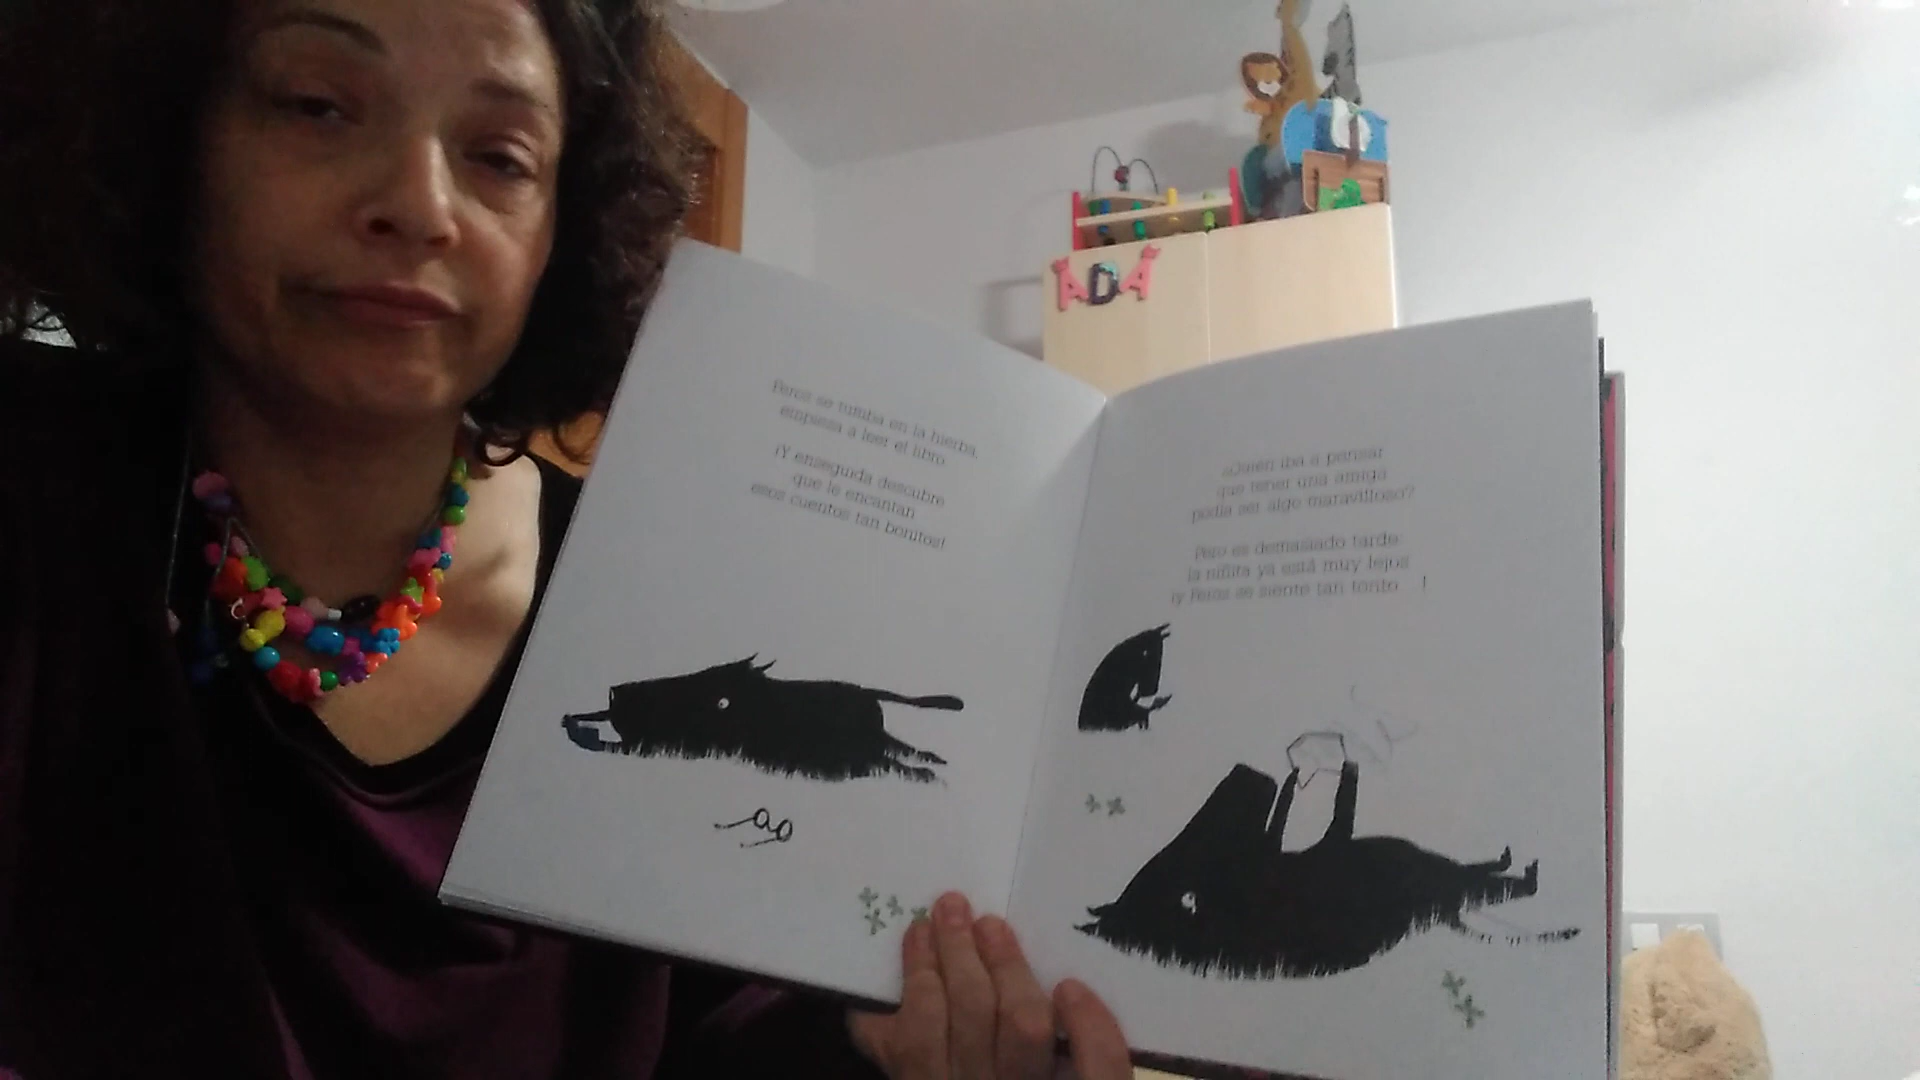 ADA
Feroz se tumba en la hierba,
empieza a leer el libro.
¡Y enseguida descubre
que le encantan
esos cuentos tan bonitos!
¿Quién iba a pensar
que tener una amiga
podía ser algo maravilloso?
Pero es demasiado tarde:
la niñita ya está muy lejos
¡y Feroz se siente tan tonto...!